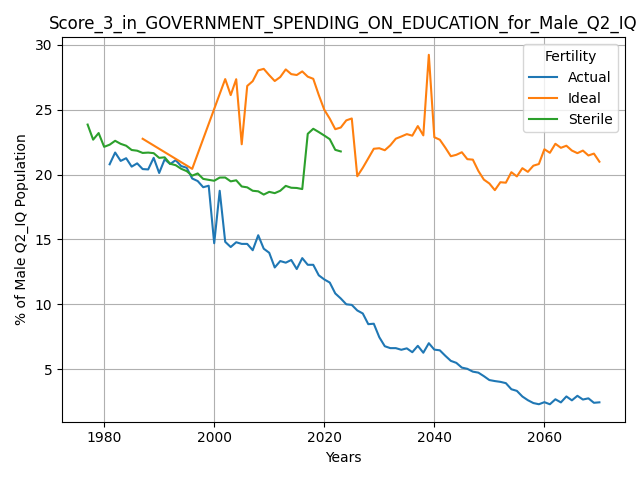 Score_3_in_GOVERNMENT_SPENDING_ON_EDUCATION_for_Male_Q2_IQ
Fertility
Actual
Ideal
Sterile
% of Male Q2_IQ Population
30
25
20
15
10
5
1980
2000
2020
2040
2060
Years